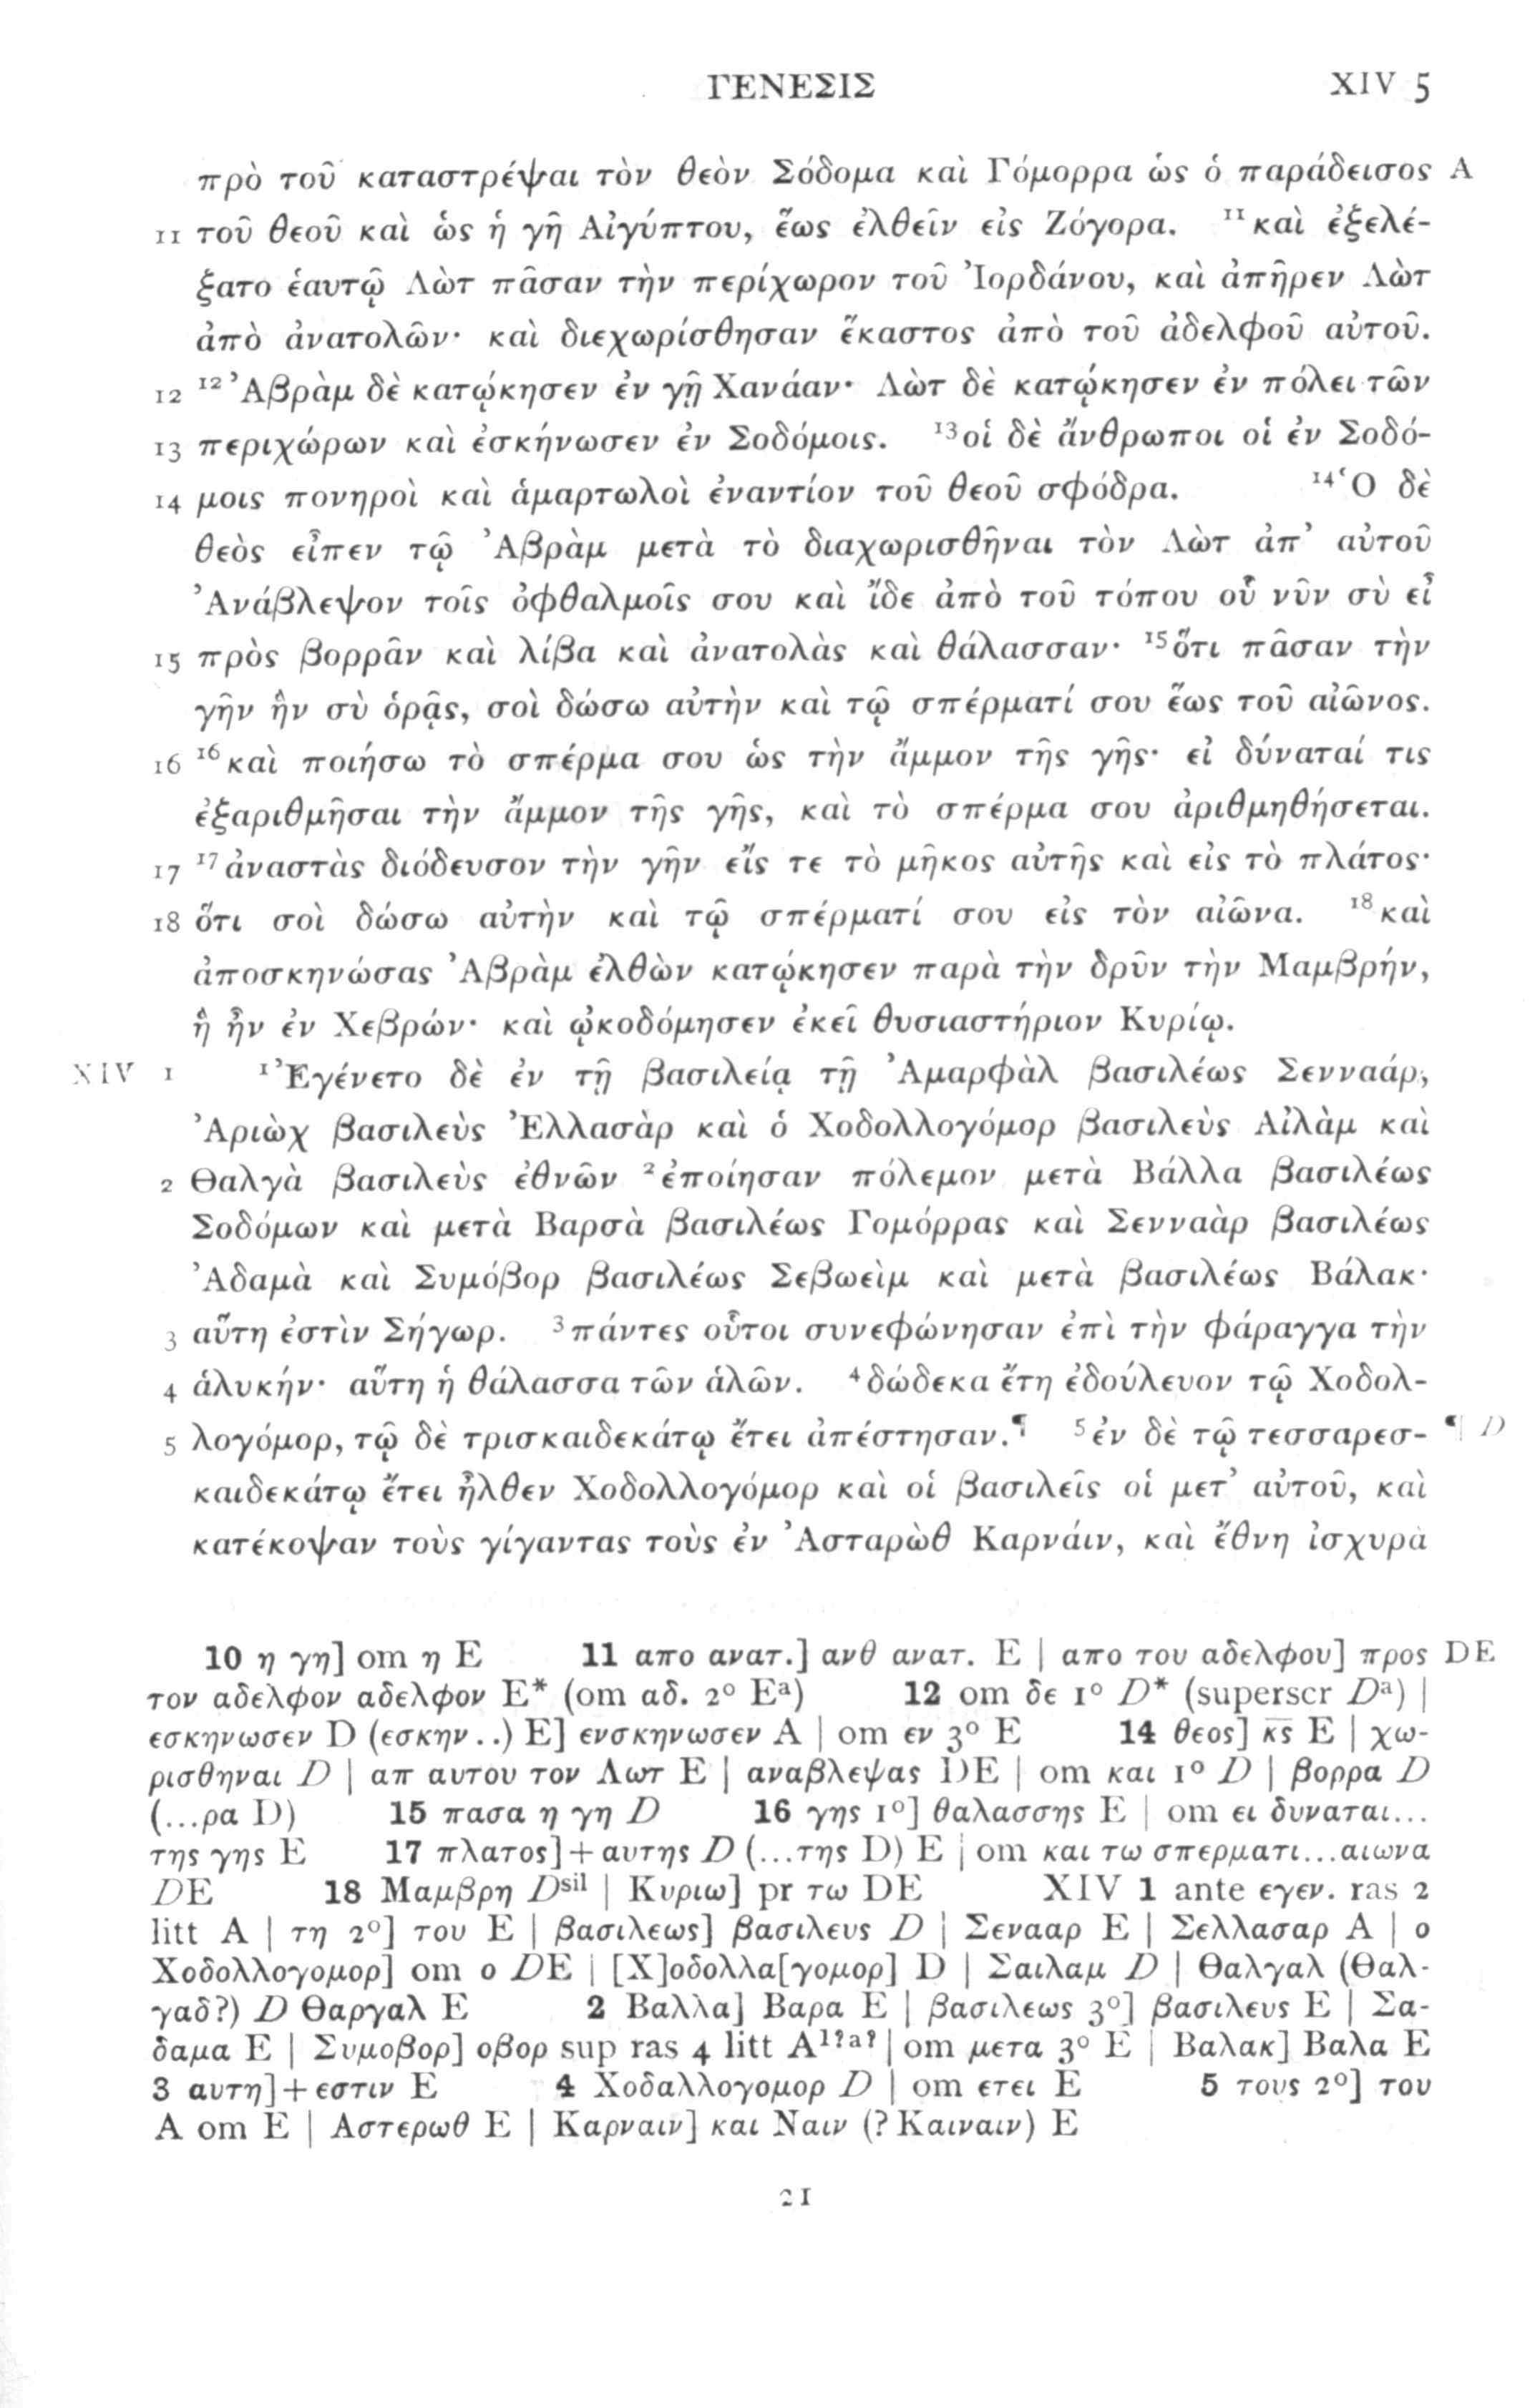 ΓΕΝΕΣΙΣ XIV 5
πρὸ τοῦ καταστρέψαι τὸν θεὸν Σόδομα καὶ Γόμορρα ὡς ὁ παράδεισος A
11 τοῦ θεοῦ καὶ ὡς ἡ γῆ Αἰγύπτου, ἕως ἐλθεῖν εἰς Ζόγορα. ¹¹καὶ ἐξελέ-
ξατο ἑαυτῷ Λὼτ πᾶσαν τὴν περίχωρον τοῦ Ἰορδάνου, καὶ ἀπῆρεν Λὼτ
ἀπὸ ἀνατολῶν· καὶ διεχωρίσθησαν ἕκαστος ἀπὸ τοῦ ἀδελφοῦ αὐτοῦ.
12 ¹²Ἀβρὰμ δὲ κατῴκησεν ἐν γῇ Χανάαν· Λὼτ δὲ κατῴκησεν ἐν πόλει τῶν
13 περιχώρων καὶ ἐσκήνωσεν ἐν Σοδόμοις. ¹³οἱ δὲ ἄνθρωποι οἱ ἐν Σοδό-
14 μοις πονηροὶ καὶ ἁμαρτωλοὶ ἐναντίον τοῦ θεοῦ σφόδρα. ¹⁴Ὁ δὲ
θεὸς εἶπεν τῷ Ἀβρὰμ μετὰ τὸ διαχωρισθῆναι τὸν Λὼτ ἀπ’ αὐτοῦ
Ἀνάβλεψον τοῖς ὀφθαλμοῖς σου καὶ ἴδε ἀπὸ τοῦ τόπου οὗ νῦν σὺ εἶ
15 πρὸς βορρᾶν καὶ λίβα καὶ ἀνατολὰς καὶ θάλασσαν· ¹⁵ὅτι πᾶσαν τὴν
γῆν ἣν σὺ ὁρᾷς, σοὶ δώσω αὐτὴν καὶ τῷ σπέρματί σου ἕως τοῦ αἰῶνος.
16 ¹⁶καὶ ποιήσω τὸ σπέρμα σου ὡς τὴν ἄμμον τῆς γῆς· εἰ δύναταί τις
ἐξαριθμῆσαι τὴν ἄμμον τῆς γῆς, καὶ τὸ σπέρμα σου ἀριθμηθήσεται.
17 ¹⁷ἀναστὰς διόδευσον τὴν γῆν εἴς τε τὸ μῆκος αὐτῆς καὶ εἰς τὸ πλάτος·
18 ὅτι σοὶ δώσω αὐτὴν καὶ τῷ σπέρματί σου εἰς τὸν αἰῶνα. ¹⁸καὶ
ἀποσκηνώσας Ἀβρὰμ ἐλθὼν κατῴκησεν παρὰ τὴν δρῦν τὴν Μαμβρήν,
ἣ ἦν ἐν Χεβρών· καὶ ᾠκοδόμησεν ἐκεῖ θυσιαστήριον Κυρίῳ.
XIV 1 ¹Ἐγένετο δὲ ἐν τῇ βασιλείᾳ τῇ Ἀμαρφὰλ βασιλέως Σενναάρ,
Ἀριὼχ βασιλεὺς Ἐλλασὰρ καὶ ὁ Χοδολλογόμορ βασιλεὺς Αἰλὰμ καὶ
2 Θαλγὰ βασιλεὺς ἐθνῶν ²ἐποίησαν πόλεμον μετὰ Βάλλα βασιλέως
Σοδόμων καὶ μετὰ Βαρσὰ βασιλέως Γομόρρας καὶ Σενναὰρ βασιλέως
Ἀδαμὰ καὶ Συμόβορ βασιλέως Σεβωεὶμ καὶ μετὰ βασιλέως Βάλακ·
3 αὕτη ἐστὶν Σήγωρ. ³πάντες οὗτοι συνεφώνησαν ἐπὶ τὴν φάραγγα τὴν
4 ἁλυκήν· αὕτη ἡ θάλασσα τῶν ἁλῶν. ⁴δώδεκα ἔτη ἐδούλευον τῷ Χοδολ-
5 λογόμορ, τῷ δὲ τρισκαιδεκάτῳ ἔτει ἀπέστησαν.¶ ⁵ἐν δὲ τῷ τεσσαρεσ- ¶ D
καιδεκάτῳ ἔτει ἦλθεν Χοδολλογόμορ καὶ οἱ βασιλεῖς οἱ μετ’ αὐτοῦ, καὶ
κατέκοψαν τοὺς γίγαντας τοὺς ἐν Ἀσταρὼθ Καρνάιν, καὶ ἔθνη ἰσχυρὰ
10 η γη] om η E 11 απο ανατ.] ανθ ανατ. E | απο του αδελφου] προς DE
τον αδελφον αδελφον E* (om αδ. 2° Eᵃ) 12 om δε 1° D* (superscr Dᵃ) |
εσκηνωσεν D (εσκην..) E] ενσκηνωσεν A | om εν 3° E 14 θεος] κ̅ς̅ E | χω-
ρισθηναι D | απ αυτου τον Λωτ E | αναβλεψας DE | om και 1° D | βορρα D
(...ρα D) 15 πασα η γη D 16 γης 1°] θαλασσης E | om ει δυναται...
της γης E 17 πλατος]+αυτης D (...της D) E | om και τω σπερματι...αιωνα
DE 18 Μαμβρη Dˢⁱˡ | Κυριω] pr τω DE XIV 1 ante εγεν. ras 2
litt A | τη 2°] του E | βασιλεως] βασιλευς D | Σενααρ E | Σελλασαρ A | ο
Χοδολλογομορ] om ο DE | [Χ]οδολλα[γομορ] D | Σαιλαμ D | Θαλγαλ (Θαλ-
γαδ?) D Θαργαλ E 2 Βαλλα] Βαρα E | βασιλεως 3°] βασιλευς E | Σα-
δαμα E | Συμοβορ] οβορ sup ras 4 litt A¹ˀᵃˀ | om μετα 3° E | Βαλακ] Βαλα E
3 αυτη]+εστιν E 4 Χοδαλλογομορ D | om ετει E 5 τους 2°] του
A om E | Αστερωθ E | Καρναιν] και Ναιν (? Καιναιν) E
21